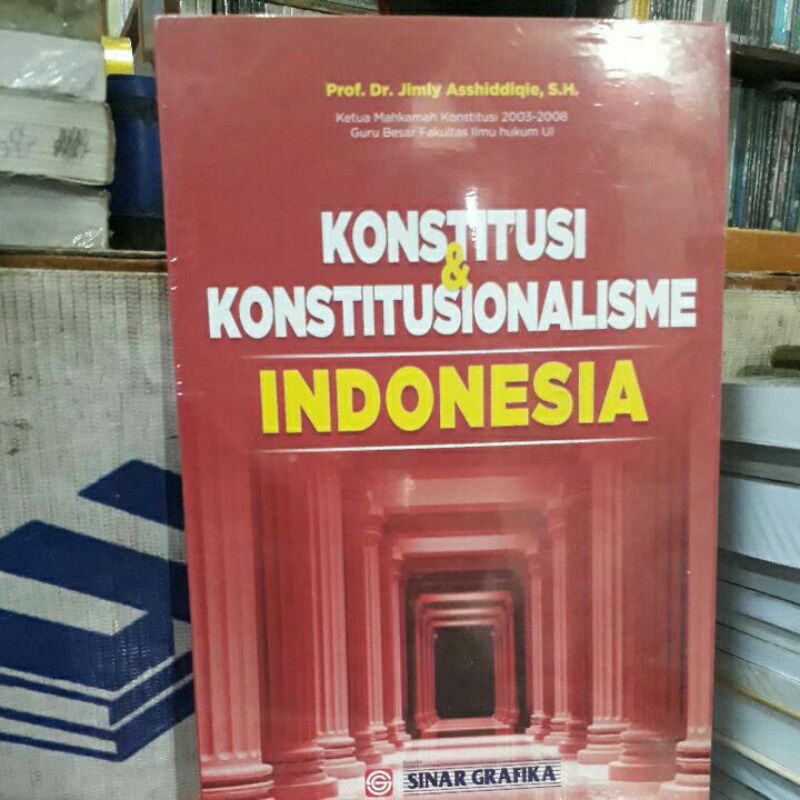 Prof. Dr. Jimly Asshiddiqie, S.H.
Ketua Mahkamah Konstitusi 2003-2008
Guru Besar Fakultas Ilmu hukum UI
KONSTITUSI
&
KONSTITUSIONALISME
INDONESIA
SINAR GRAFIKA